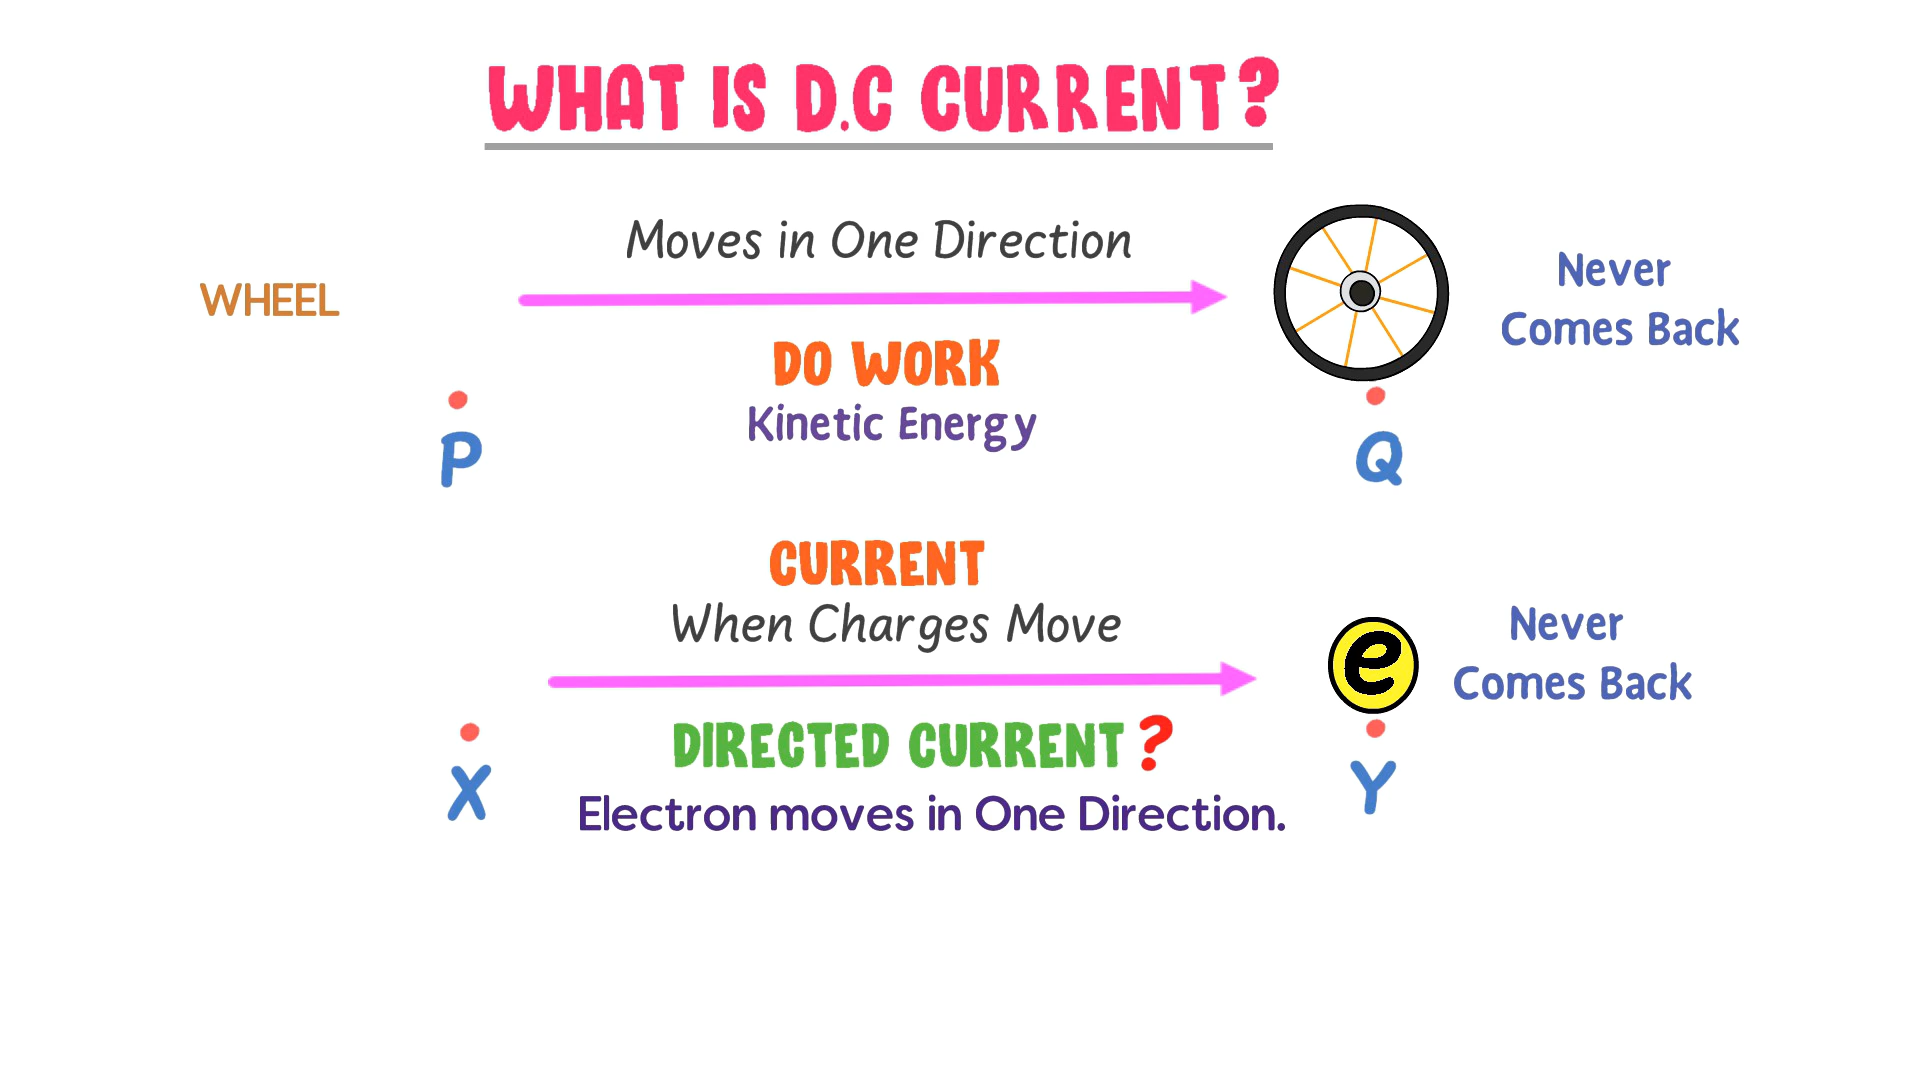 WHAT IS D.C CURRENT?
Moves in One Direction
WHEEL
Never
Comes Back
DO WORK
Kinetic Energy
P
Q
CURRENT
When Charges Move
e
Never
Comes Back
DIRECTED CURRENT?
X
Y
Electron moves in One Direction.